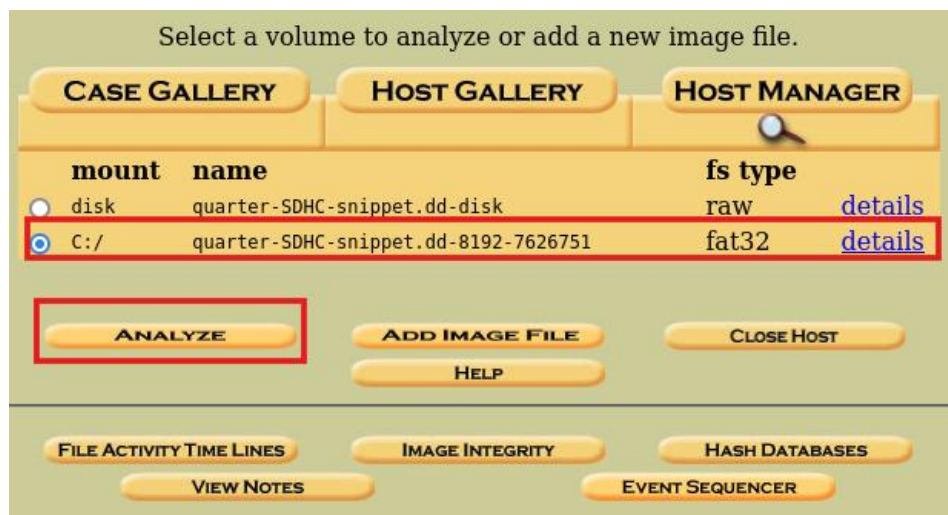 Select a volume to analyze or add a new image file.
CASE GALLERY HOST GALLERY HOST MANAGER
mount name fs type
disk quarter-SDHC-snippet.dd-disk raw details
C:/ quarter-SDHC-snippet.dd-8192-7626751 fat32 details
ANALYZE ADD IMAGE FILE CLOSE HOST
HELP
FILE ACTIVITY TIME LINES IMAGE INTEGRITY HASH DATABASES
VIEW NOTES EVENT SEQUENCER